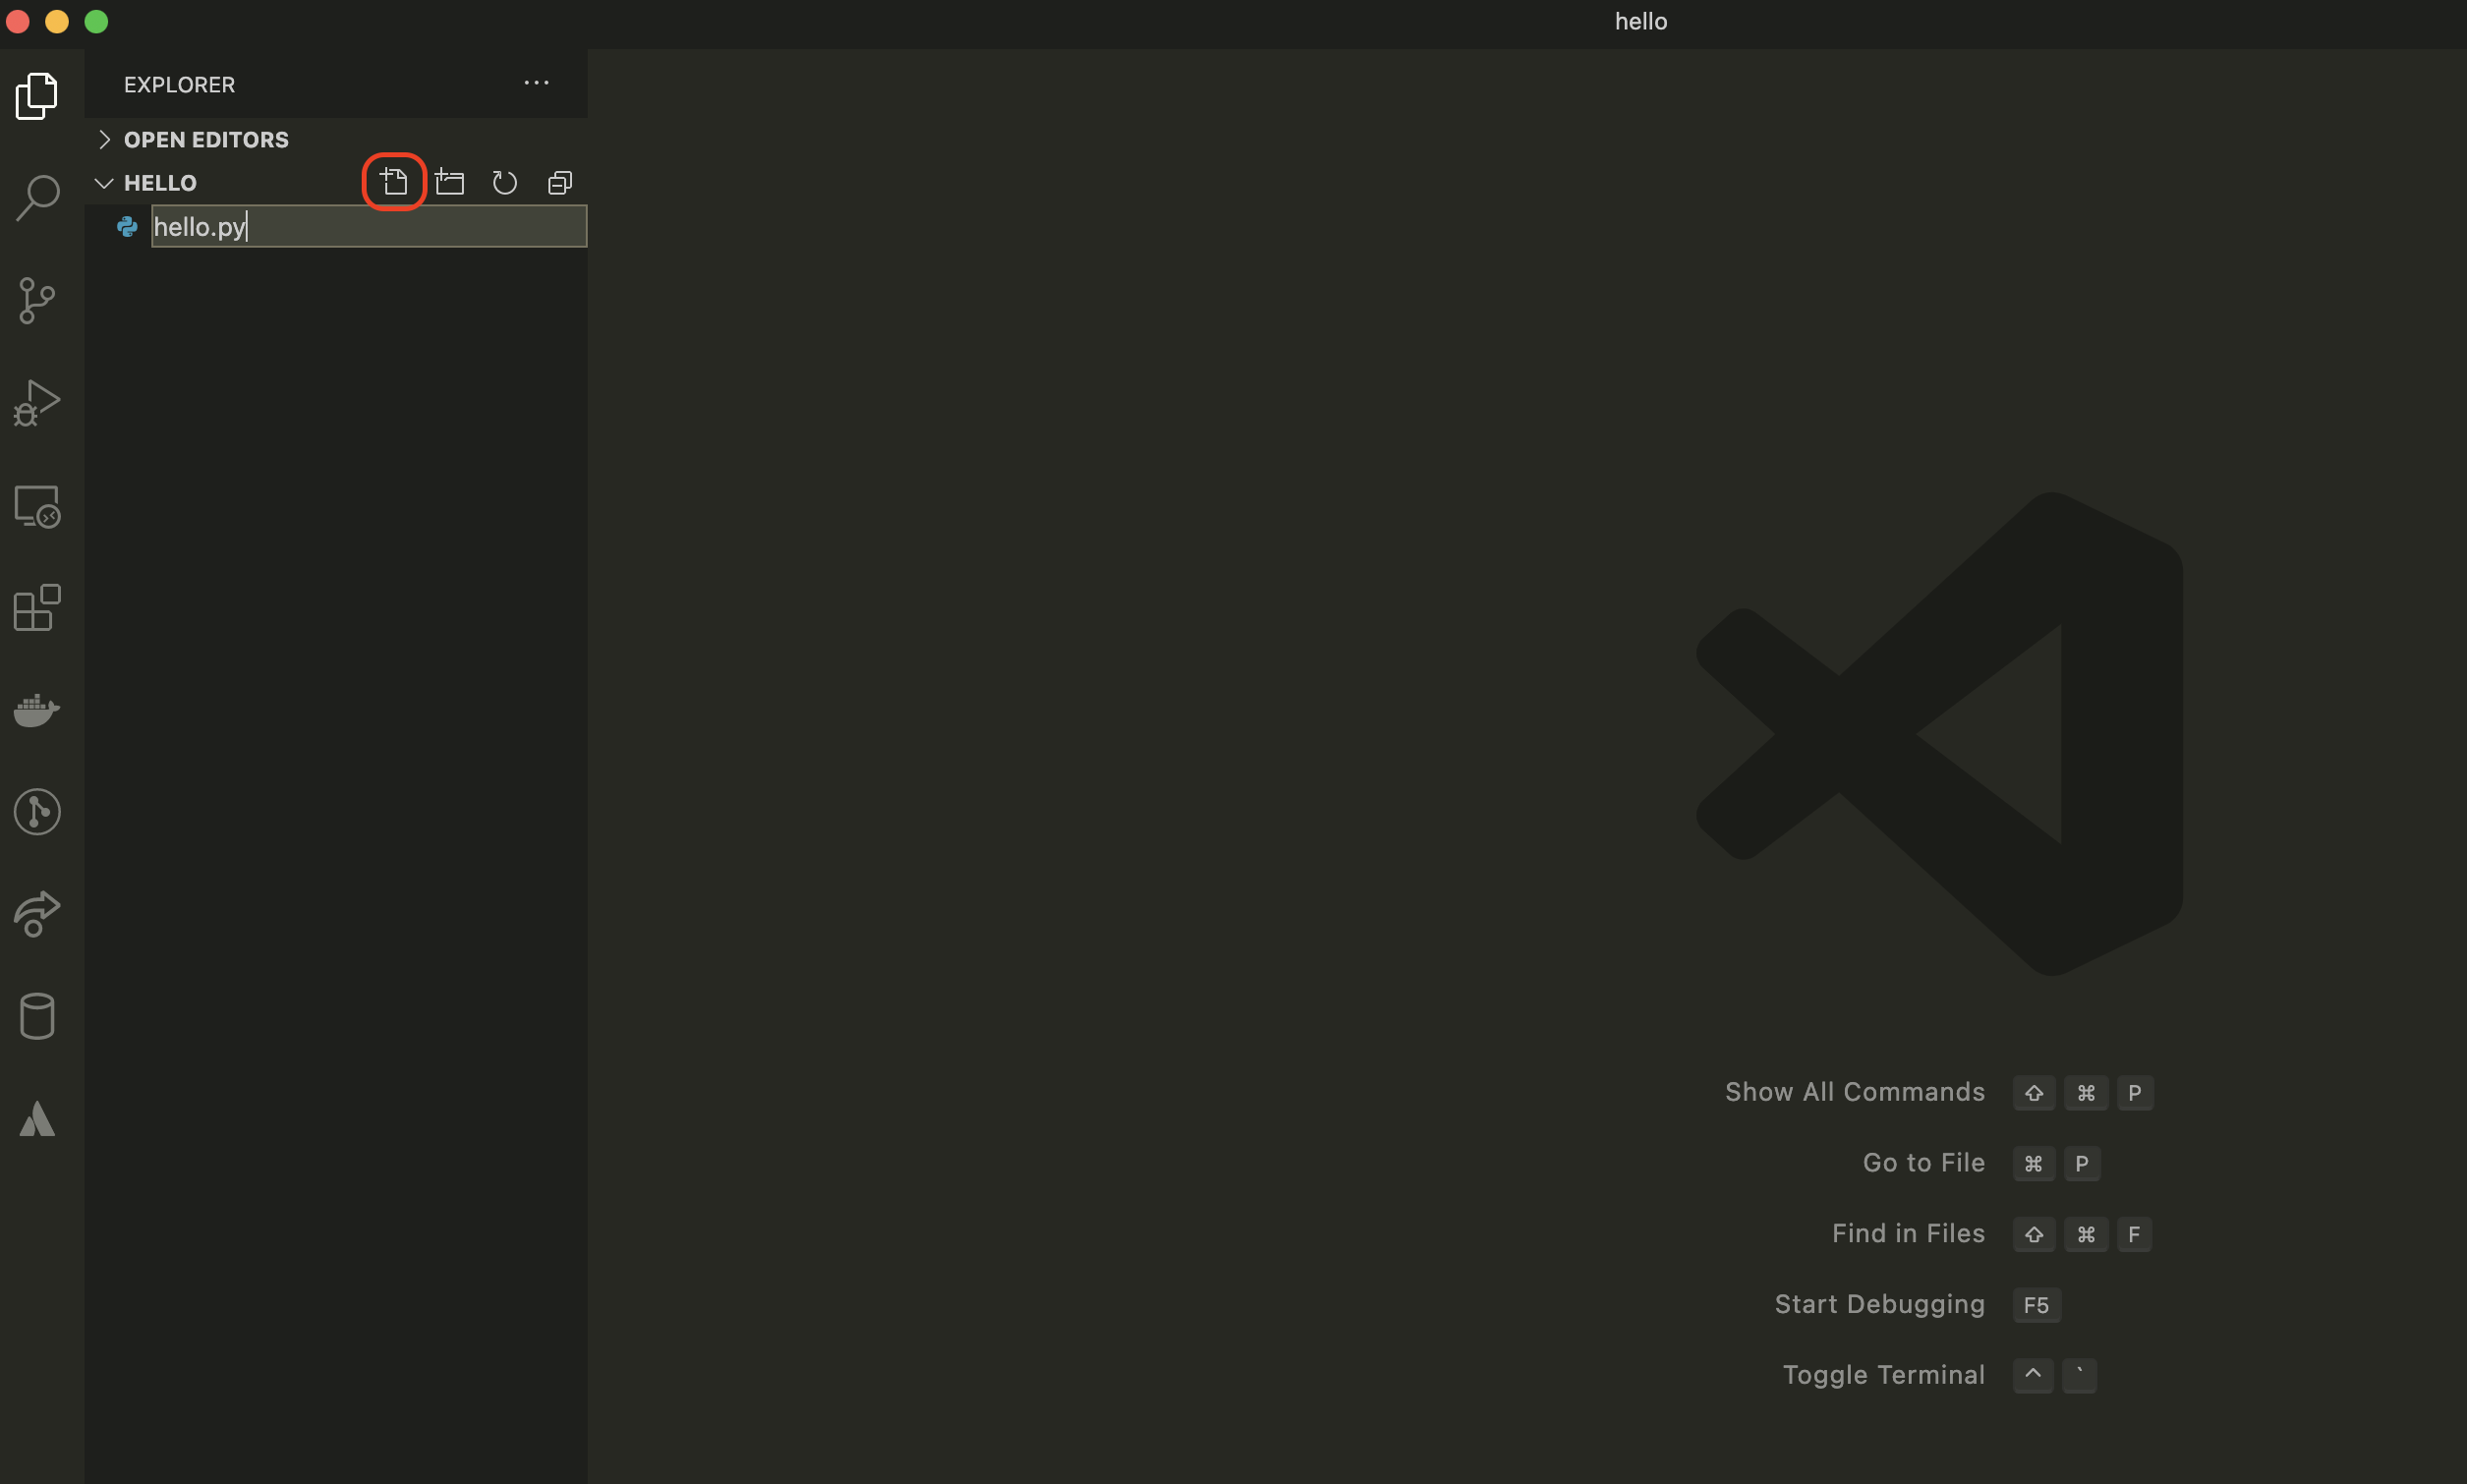 hello
EXPLORER
OPEN EDITORS
HELLO
hello.py
Show All Commands ⇧ ⌘ P
Go to File ⌘ P
Find in Files ⇧ ⌘ F
Start Debugging F5
Toggle Terminal ^ `